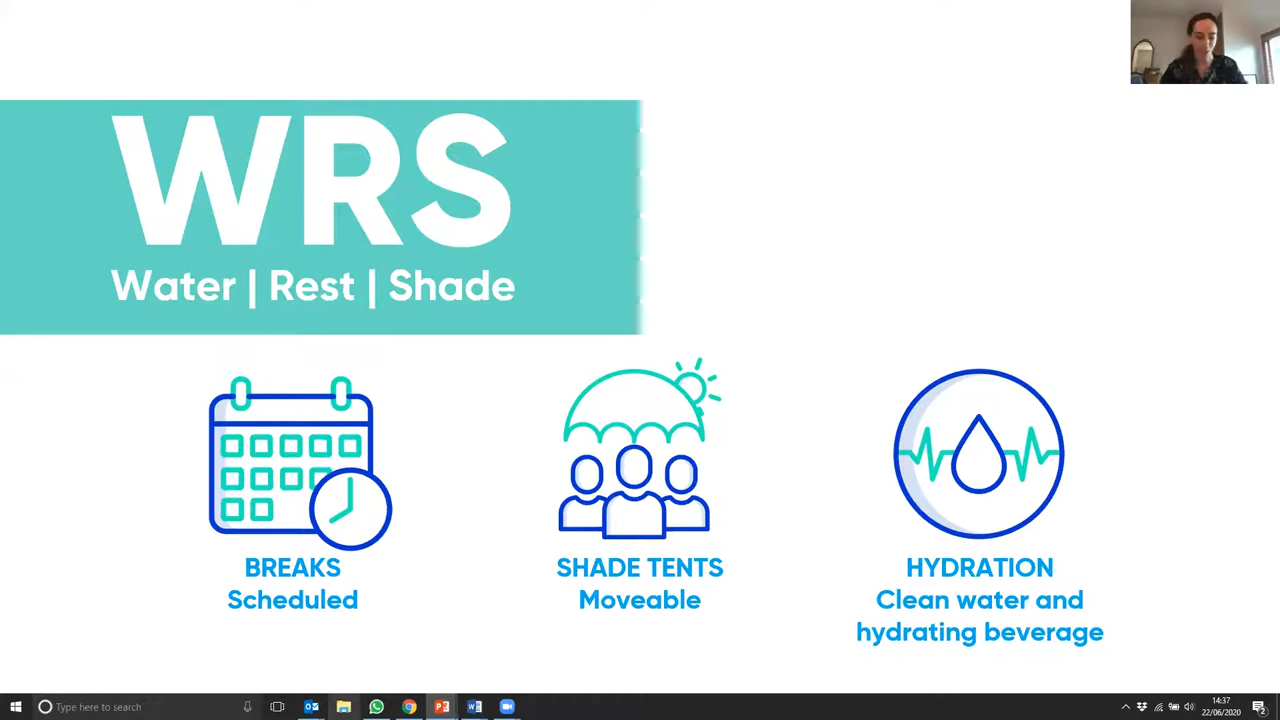 WRS
Water | Rest | Shade
BREAKS
Scheduled
SHADE TENTS
Moveable
HYDRATION
Clean water and
hydrating beverage
Type here to search
14:37
22/06/2020
2